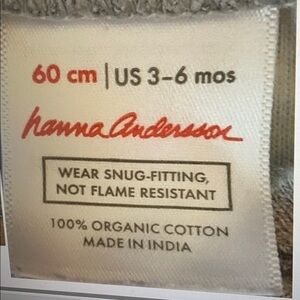 60 cm | US 3-6 mos
hanna andersson
WEAR SNUG-FITTING,
NOT FLAME RESISTANT
100% ORGANIC COTTON
MADE IN INDIA